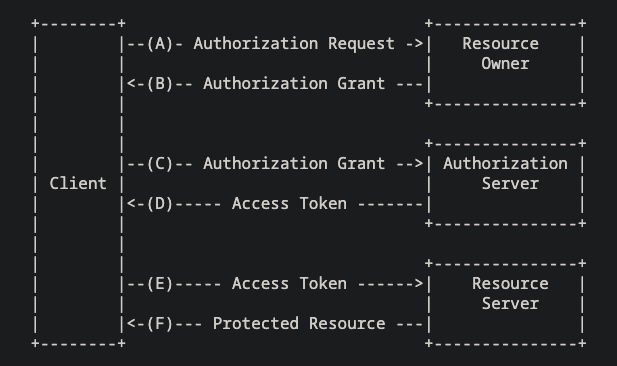 +--------+                               +---------------+
|        |--(A)- Authorization Request ->|   Resource    |
|        |                               |     Owner     |
|        |<-(B)-- Authorization Grant ---|               |
|        |                               +---------------+
|        |
|        |                               +---------------+
|        |--(C)-- Authorization Grant -->| Authorization |
| Client |                               |     Server    |
|        |<-(D)----- Access Token -------|               |
|        |                               +---------------+
|        |
|        |                               +---------------+
|        |--(E)----- Access Token ------>|    Resource   |
|        |                               |     Server    |
|        |<-(F)--- Protected Resource ---|               |
+--------+                               +---------------+